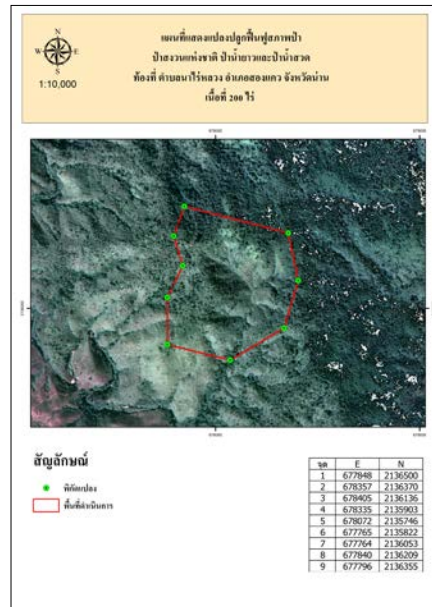 แผนที่แสดงแปลงปลูกฟื้นฟูสภาพป่า
ป่าสงวนแห่งชาติ ป่าน้ำยาวและป่าน้ำสวด
ท้องที่ ตำบลนาไร่หลวง อำเภอสองแคว จังหวัดน่าน
เนื้อที่ 200 ไร่
N
W E
S
1:10,000
สัญลักษณ์
พิกัดแปลง
พื้นที่ดำเนินการ
จุด E N
1 677848 2136500
2 678357 2136370
3 678405 2136136
4 678335 2135903
5 678072 2135746
6 677765 2135822
7 677764 2136053
8 677840 2136209
9 677796 2136355